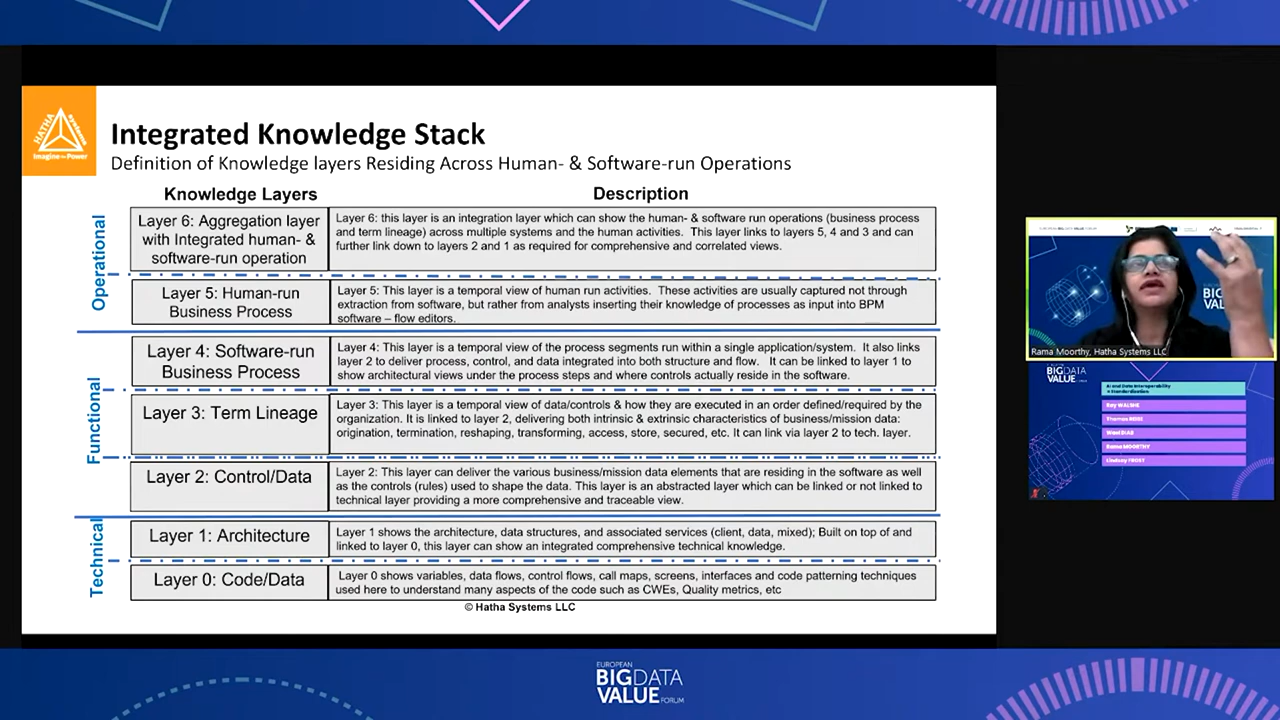 HATHA
systems
Imagine the Power
Integrated Knowledge Stack
Definition of Knowledge layers Residing Across Human- & Software-run Operations
Knowledge Layers
Description
Operational
Layer 6: Aggregation layer
with Integrated human- &
software-run operation
Layer 6: this layer is an integration layer which can show the human- & software run operations (business process
and term lineage) across multiple systems and the human activities. This layer links to layers 5, 4 and 3 and can
further link down to layers 2 and 1 as required for comprehensive and correlated views.
Layer 5: Human-run
Business Process
Layer 5: This layer is a temporal view of human run activities. These activities are usually captured not through
extraction from software, but rather from analysts inserting their knowledge of processes as input into BPM
software – flow editors.
Functional
Layer 4: Software-run
Business Process
Layer 4: This layer is a temporal view of the process segments run within a single application/system. It also links
layer 2 to deliver process, control, and data integrated into both structure and flow. It can be linked to layer 1 to
show architectural views under the process steps and where controls actually reside in the software.
Layer 3: Term Lineage
Layer 3: This layer is a temporal view of data/controls & how they are executed in an order defined/required by the
organization. It is linked to layer 2, delivering both intrinsic & extrinsic characteristics of business/mission data:
origination, termination, reshaping, transforming, access, store, secured, etc. It can link via layer 2 to tech. layer.
Layer 2: Control/Data
Layer 2: This layer can deliver the various business/mission data elements that are residing in the software as well
as the controls (rules) used to shape the data. This layer is an abstracted layer which can be linked or not linked to
technical layer providing a more comprehensive and traceable view.
Technical
Layer 1: Architecture
Layer 1 shows the architecture, data structures, and associated services (client, data, mixed); Built on top of and
linked to layer 0, this layer can show an integrated comprehensive technical knowledge.
Layer 0: Code/Data
Layer 0 shows variables, data flows, control flows, call maps, screens, interfaces and code patterning techniques
used here to understand many aspects of the code such as CWEs, Quality metrics, etc
© Hatha Systems LLC
Rama Moorthy, Hatha Systems LLC
BIG DATA
VALUE
AI and Data Interoperability
+ Standardization
Ray WALSHE
Thomas REISS
Wael DIAB
Rama MOORTHY
Lindsay FROST
EUROPEAN
BIGDATA
VALUE FORUM